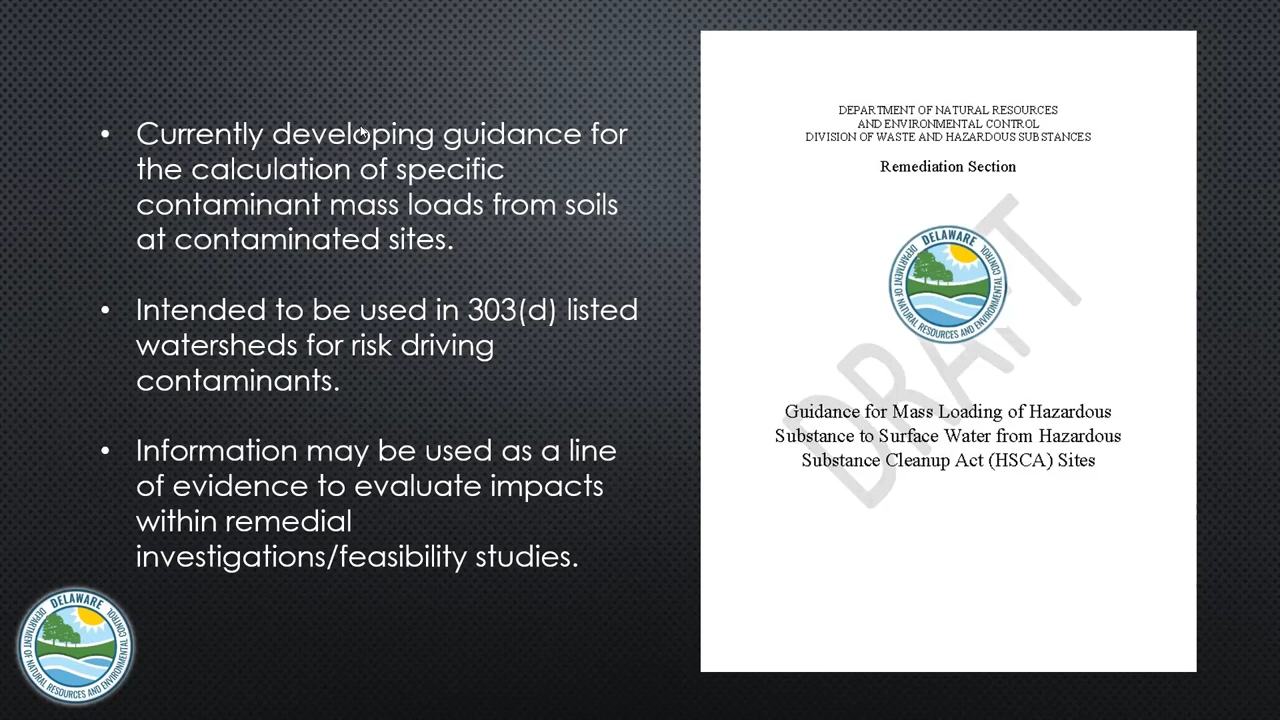 • Currently developing guidance for
the calculation of specific
contaminant mass loads from soils
at contaminated sites.
• Intended to be used in 303(d) listed
watersheds for risk driving
contaminants.
• Information may be used as a line
of evidence to evaluate impacts
within remedial
investigations/feasibility studies.
DELAWARE
DEPARTMENT OF NATURAL RESOURCES AND ENVIRONMENTAL CONTROL
DEPARTMENT OF NATURAL RESOURCES
AND ENVIRONMENTAL CONTROL
DIVISION OF WASTE AND HAZARDOUS SUBSTANCES
Remediation Section
DELAWARE
DEPARTMENT OF NATURAL RESOURCES AND ENVIRONMENTAL CONTROL
DRAFT
Guidance for Mass Loading of Hazardous
Substance to Surface Water from Hazardous
Substance Cleanup Act (HSCA) Sites